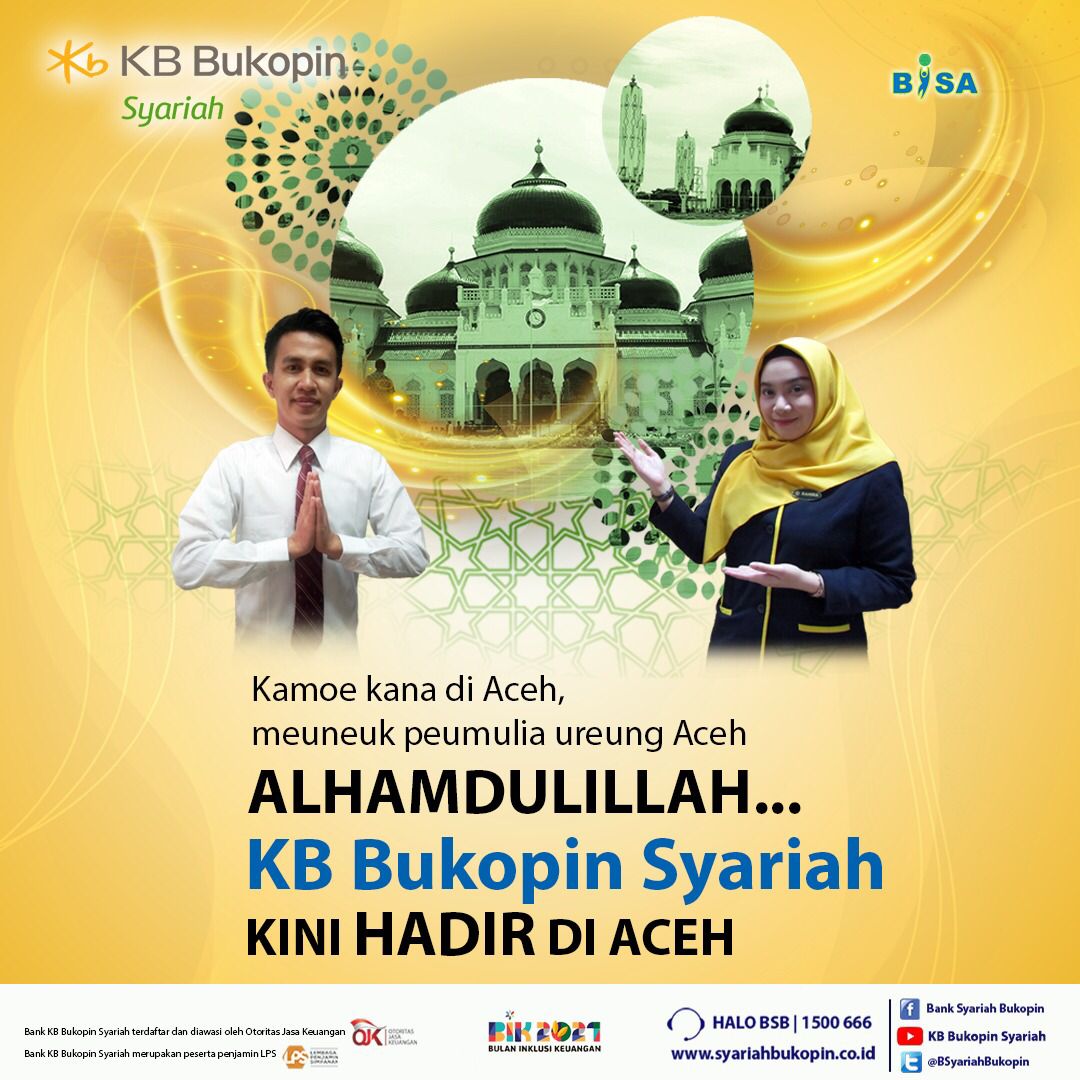 KB Bukopin
Syariah
BISA
Kamoe kana di Aceh,
meuneuk peumulia ureung Aceh
ALHAMDULILLAH...
KB Bukopin Syariah
KINI HADIR DI ACEH
Bank KB Bukopin Syariah terdaftar dan diawasi oleh Otoritas Jasa Keuangan
OJK OTORITAS
JASA
KEUANGAN
Bank KB Bukopin Syariah merupakan peserta penjamin LPS
LPS LEMBAGA
PENJAMIN
SIMPANAN
BIK 2021
BULAN INKLUSI KEUANGAN
HALO BSB | 1500 666
www.syariahbukopin.co.id
Bank Syariah Bukopin
KB Bukopin Syariah
@BSyariahBukopin